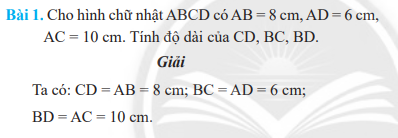 Bài 1. Cho hình chữ nhật ABCD có AB = 8 cm, AD = 6 cm,
AC = 10 cm. Tính độ dài của CD, BC, BD.
Giải
Ta có: CD = AB = 8 cm; BC = AD = 6 cm;
BD = AC = 10 cm.